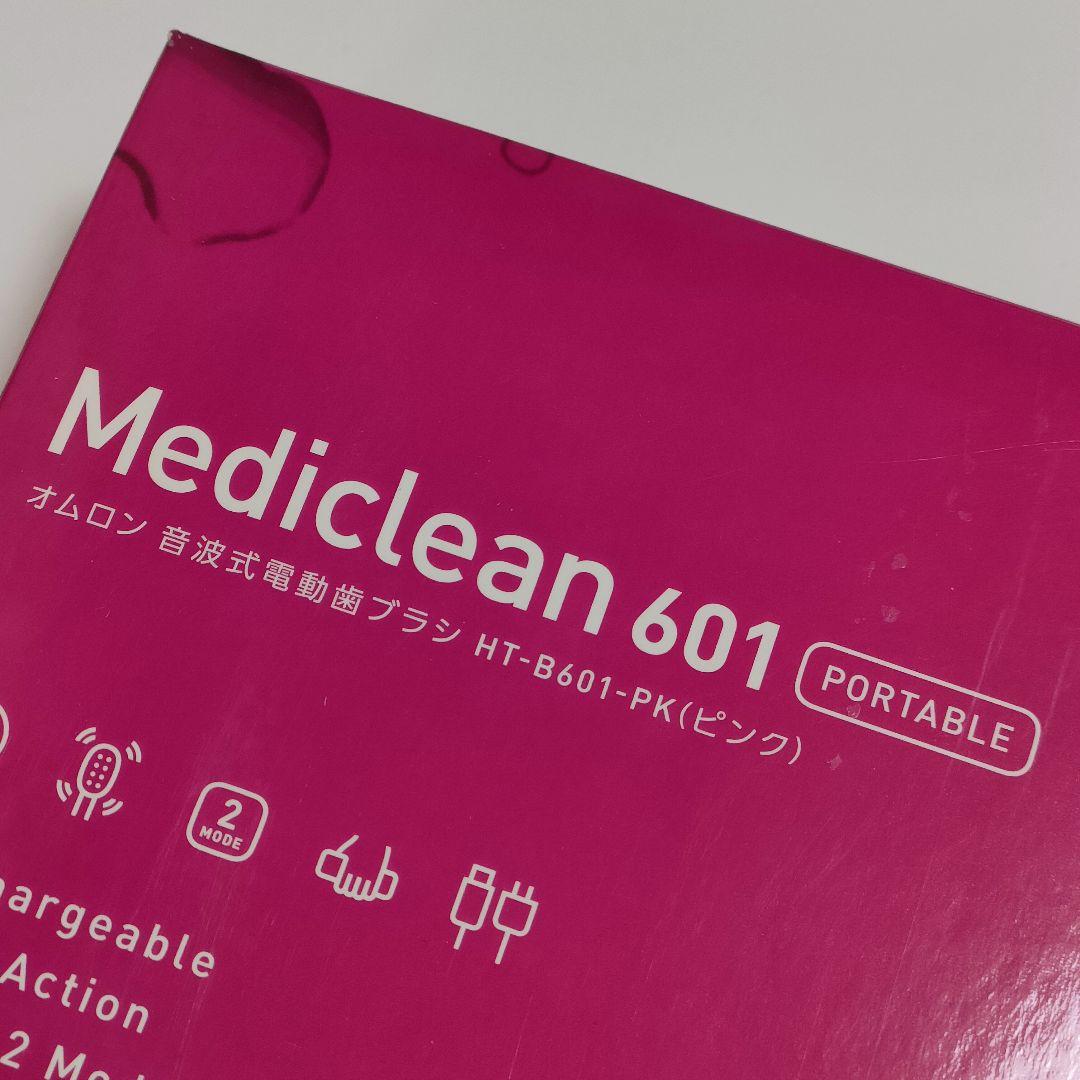 Mediclean 601 PORTABLE
オムロン 音波式電動歯ブラシ HT-B601-PK(ピンク)
2
MODE
Action
2